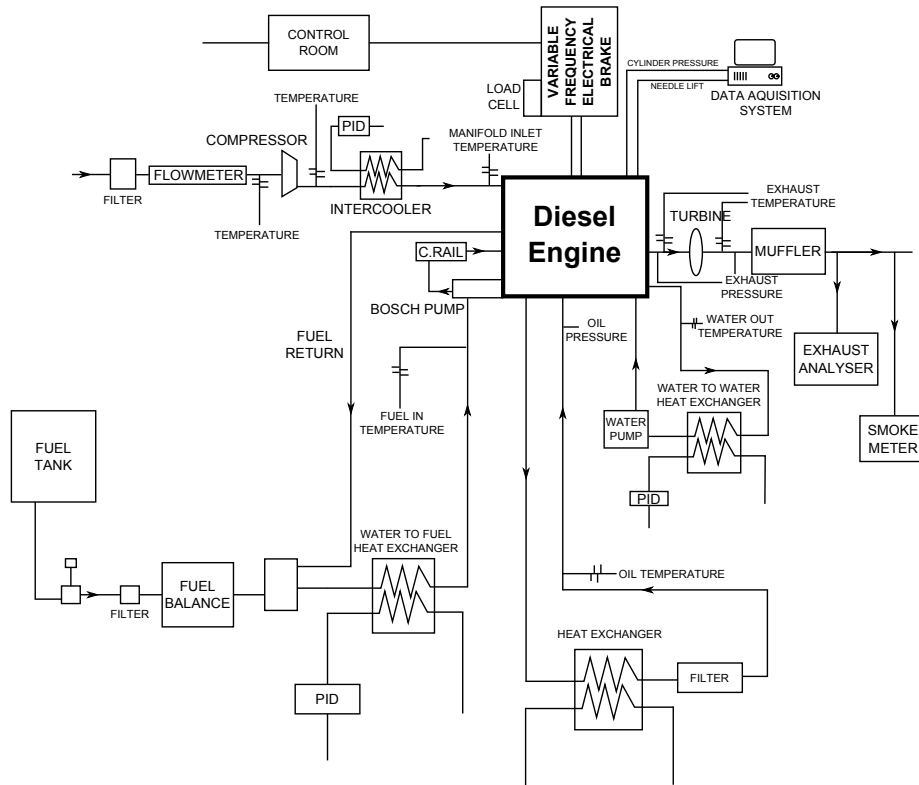 CONTROL
ROOM
VARIABLE
FREQUENCY
ELECTRICAL
BRAKE
LOAD
CELL
CYLINDER PRESSURE
NEEDLE LIFT
DATA AQUISITION
SYSTEM
TEMPERATURE
PID
COMPRESSOR
MANIFOLD INLET
TEMPERATURE
FLOWMETER
FILTER
INTERCOOLER
TEMPERATURE
Diesel
Engine
EXHAUST
TEMPERATURE
TURBINE
MUFFLER
EXHAUST
PRESSURE
C.RAIL
BOSCH PUMP
FUEL
RETURN
OIL
PRESSURE
WATER OUT
TEMPERATURE
EXHAUST
ANALYSER
FUEL IN
TEMPERATURE
WATER TO WATER
HEAT EXCHANGER
WATER
PUMP
SMOKE
METER
FUEL
TANK
PID
WATER TO FUEL
HEAT EXCHANGER
FUEL
BALANCE
FILTER
OIL TEMPERATURE
HEAT EXCHANGER
FILTER
PID